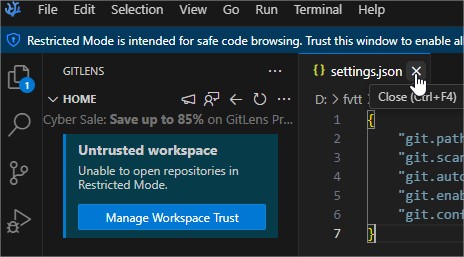 File Edit Selection View Go Run
Restricted Mode is intended for safe code browsing. Trust this window to enable all
1
GITLENS
HOME
Cyber Sale: Save up to 85% on GitLens Pr...
Untrusted workspace
Unable to open repositories in
Restricted Mode.
Manage Workspace Trust
{} settings.json
D: > fvtt
Close (Ctrl+F4)
1 {
2 "git.path
3 "git.scan
4 "git.auto
5 "git.enab
6 "git.conf
7 }